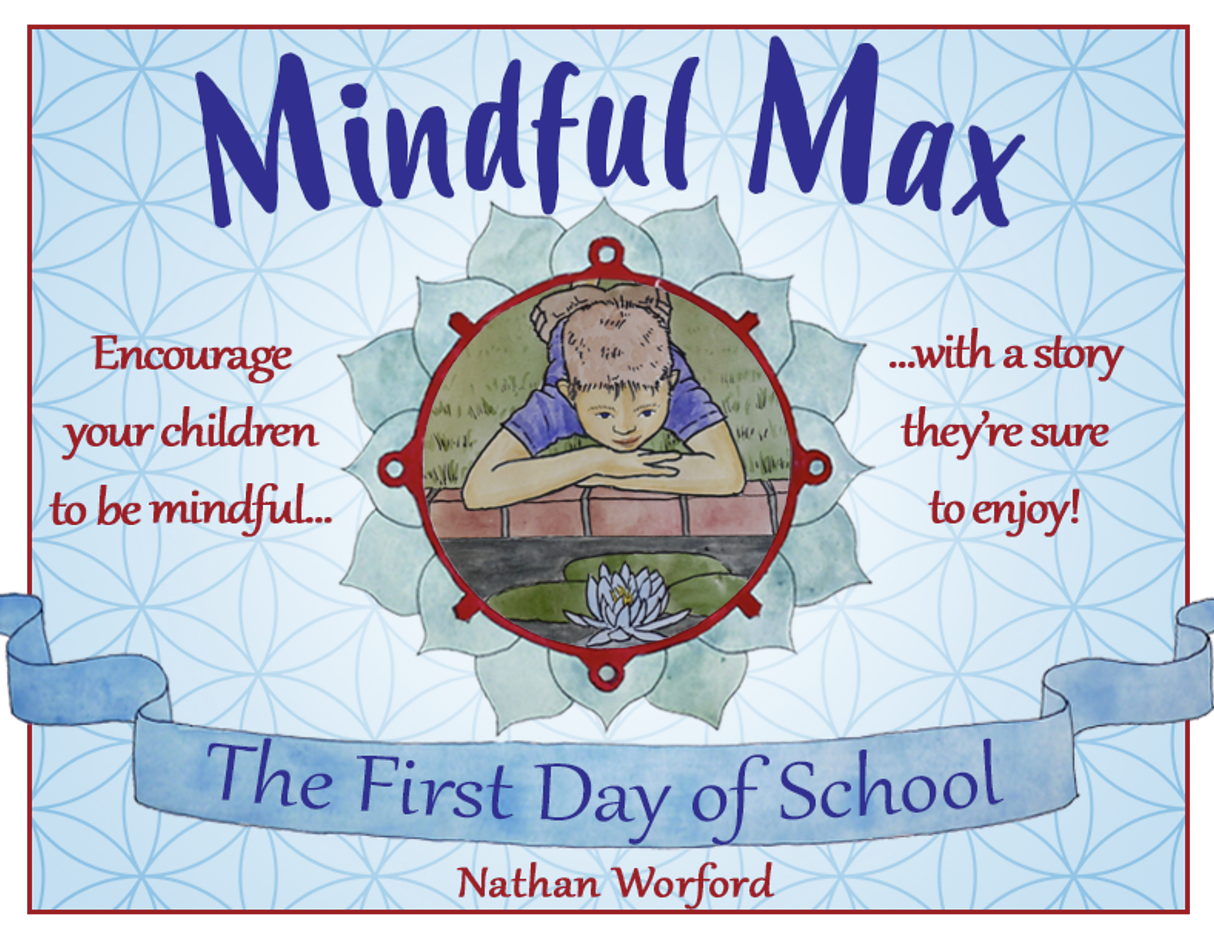 Mindful Max
Encourage
your children
to be mindful...
...with a story
they're sure
to enjoy!
The First Day of School
Nathan Worford